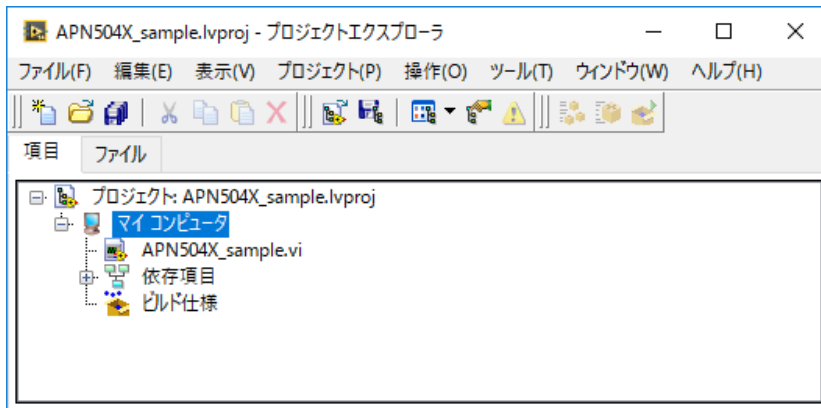 APN504X_sample.lvproj - プロジェクトエクスプローラ
ファイル(F) 編集(E) 表示(V) プロジェクト(P) 操作(O) ツール(T) ウィンドウ(W) ヘルプ(H)
項目 ファイル
プロジェクト: APN504X_sample.lvproj
マイ コンピュータ
APN504X_sample.vi
依存項目
ビルド仕様